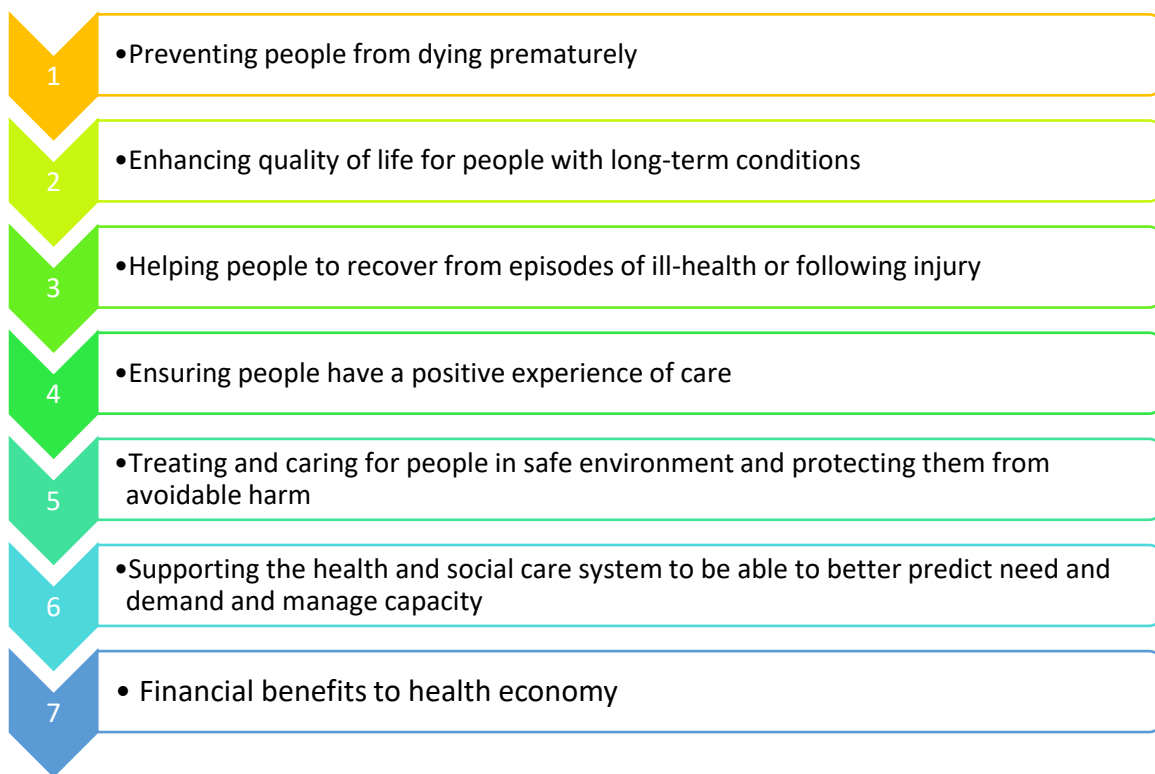 1
•Preventing people from dying prematurely
2
•Enhancing quality of life for people with long-term conditions
3
•Helping people to recover from episodes of ill-health or following injury
4
•Ensuring people have a positive experience of care
5
•Treating and caring for people in safe environment and protecting them from
avoidable harm
6
•Supporting the health and social care system to be able to better predict need and
demand and manage capacity
7
• Financial benefits to health economy